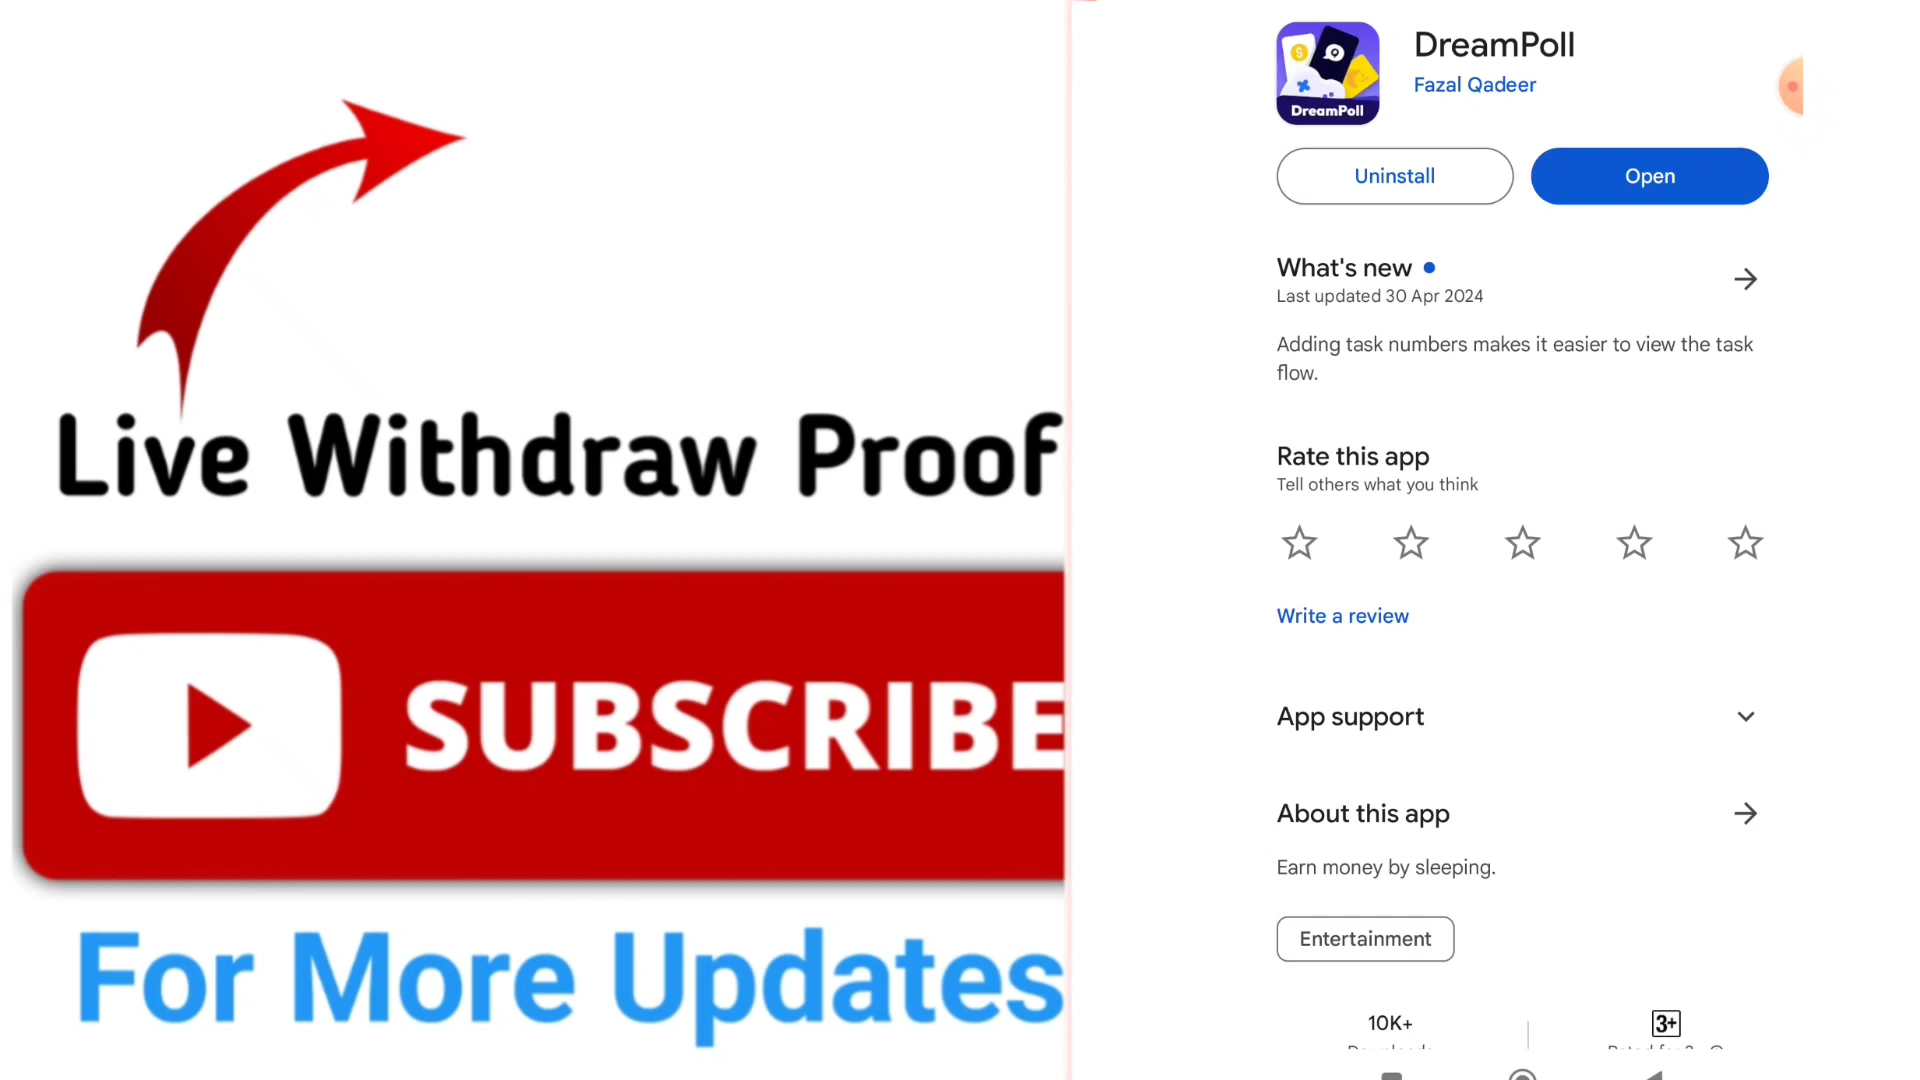 Live Withdraw Proof
SUBSCRIBE
For More Updates
DreamPoll
DreamPoll
Fazal Qadeer
Uninstall
Open
What's new
Last updated 30 Apr 2024
Adding task numbers makes it easier to view the task
flow.
Rate this app
Tell others what you think
Write a review
App support
About this app
Earn money by sleeping.
Entertainment
10K+
3+